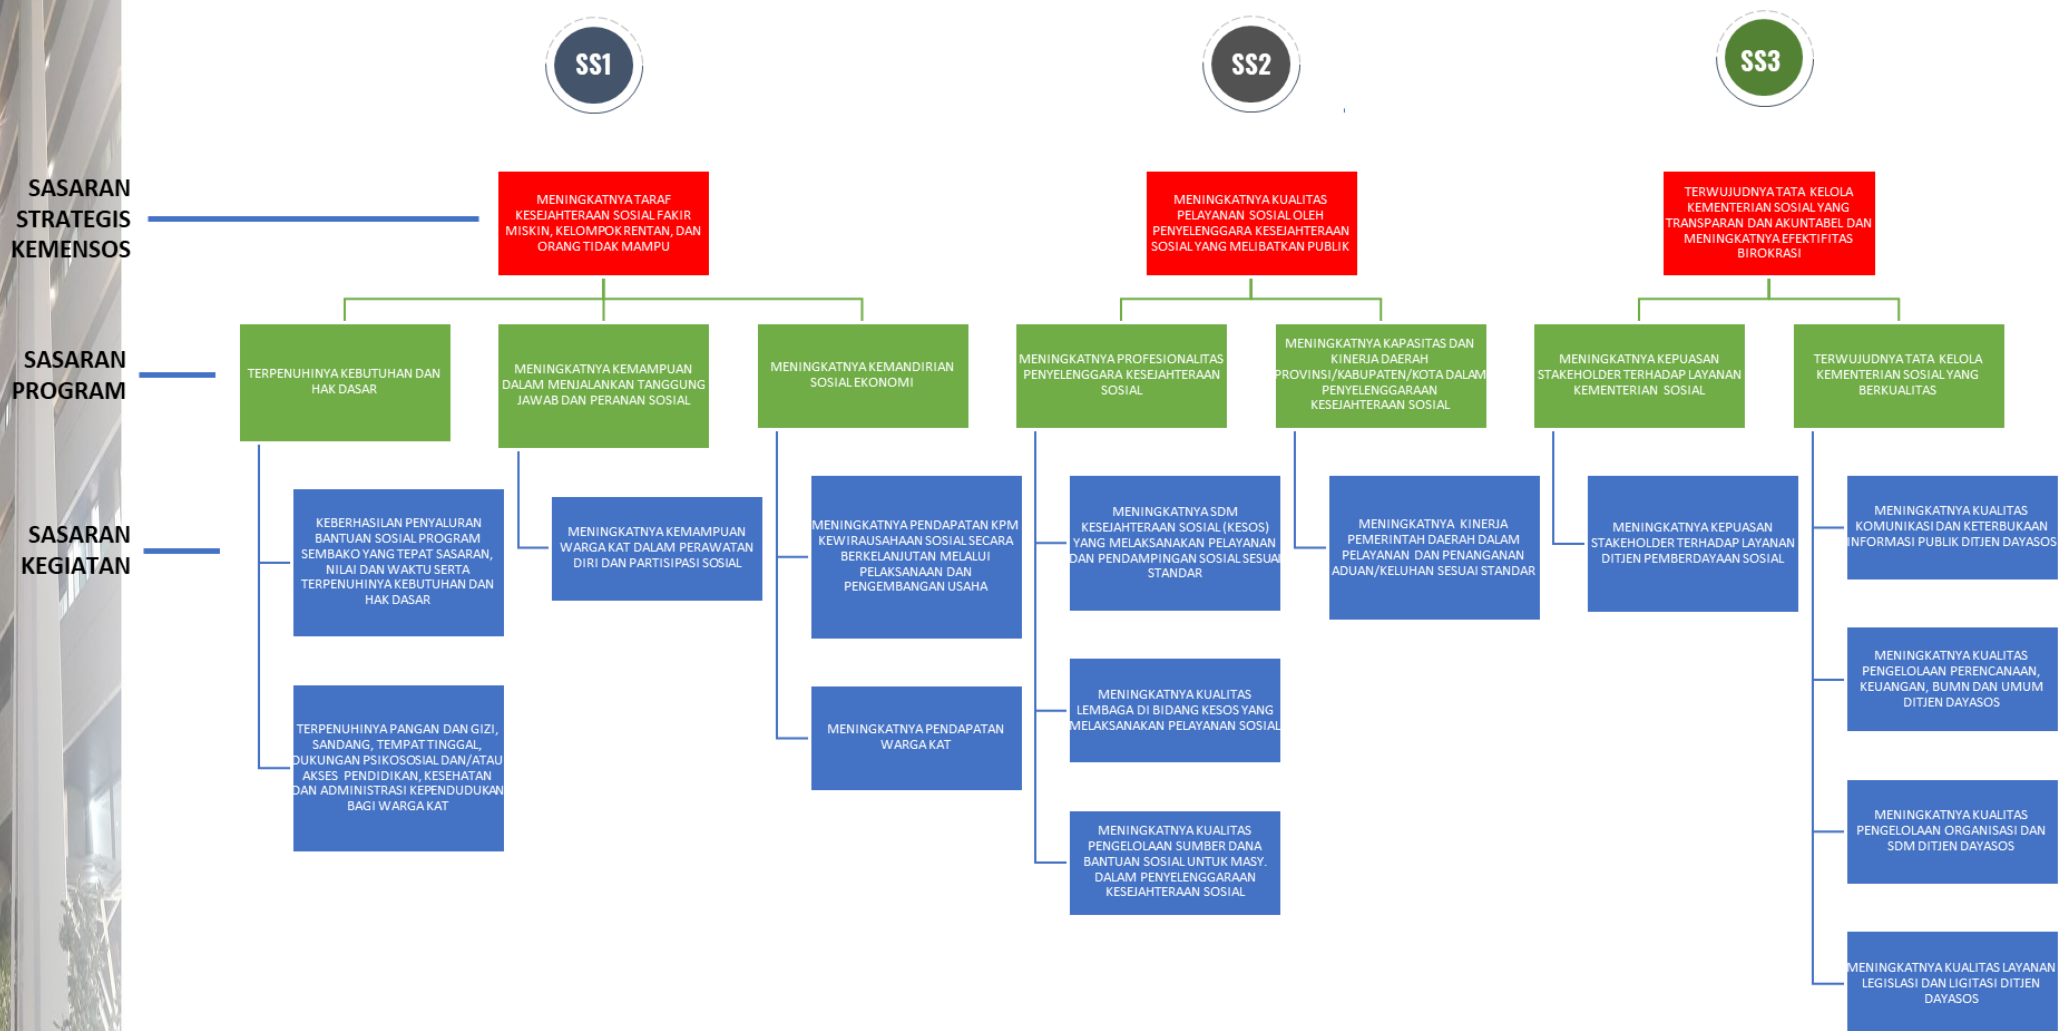 SS1
SS2
SS3
SASARAN
STRATEGIS
KEMENSOS
MENINGKATNYA TARAF
KESEJAHTERAAN SOSIAL FAKIR
MISKIN, KELOMPOK RENTAN, DAN
ORANG TIDAK MAMPU
MENINGKATNYA KUALITAS
PELAYANAN SOSIAL OLEH
PENYELENGGARA KESEJAHTERAAN
SOSIAL YANG MELIBATKAN PUBLIK
TERWUJUDNYA TATA KELOLA
KEMENTERIAN SOSIAL YANG
TRANSPARAN DAN AKUNTABEL DAN
MENINGKATNYA EFEKTIFITAS
BIROKRASI
SASARAN
PROGRAM
TERPENUHINYA KEBUTUHAN DAN
HAK DASAR
MENINGKATNYA KEMAMPUAN
DALAM MENJALANKAN TANGGUNG
JAWAB DAN PERANAN SOSIAL
MENINGKATNYA KEMANDIRIAN
SOSIAL EKONOMI
MENINGKATNYA PROFESIONALITAS
PENYELENGGARA KESEJAHTERAAN
SOSIAL
MENINGKATNYA KAPASITAS DAN
KINERJA DAERAH
PROVINSI/KABUPATEN/KOTA DALAM
PENYELENGGARAAN
KESEJAHTERAAN SOSIAL
MENINGKATNYA KEPUASAN
STAKEHOLDER TERHADAP LAYANAN
KEMENTERIAN SOSIAL
TERWUJUDNYA TATA KELOLA
KEMENTERIAN SOSIAL YANG
BERKUALITAS
SASARAN
KEGIATAN
KEBERHASILAN PENYALURAN
BANTUAN SOSIAL PROGRAM
SEMBAKO YANG TEPAT SASARAN,
NILAI DAN WAKTU SERTA
TERPENUHINYA KEBUTUHAN DAN
HAK DASAR
TERPENUHINYA PANGAN DAN GIZI,
SANDANG, TEMPAT TINGGAL,
DUKUNGAN PSIKOSOSIAL DAN/ATAU
AKSES PENDIDIKAN, KESEHATAN
DAN ADMINISTRASI KEPENDUDUKAN
BAGI WARGA KAT
MENINGKATNYA KEMAMPUAN
WARGA KAT DALAM PERAWATAN
DIRI DAN PARTISIPASI SOSIAL
MENINGKATNYA PENDAPATAN KPM
KEWIRAUSAHAAN SOSIAL SECARA
BERKELANJUTAN MELALUI
PELAKSANAAN DAN
PENGEMBANGAN USAHA
MENINGKATNYA PENDAPATAN
WARGA KAT
MENINGKATNYA SDM
KESEJAHTERAAN SOSIAL (KESOS)
YANG MELAKSANAKAN PELAYANAN
DAN PENDAMPINGAN SOSIAL SESUAI
STANDAR
MENINGKATNYA KUALITAS
LEMBAGA DI BIDANG KESOS YANG
MELAKSANAKAN PELAYANAN SOSIAL
MENINGKATNYA KUALITAS
PENGELOLAAN SUMBER DANA
BANTUAN SOSIAL UNTUK MASY.
DALAM PENYELENGGARAAN
KESEJAHTERAAN SOSIAL
MENINGKATNYA KINERJA
PEMERINTAH DAERAH DALAM
PELAYANAN DAN PENANGANAN
ADUAN/KELUHAN SESUAI STANDAR
MENINGKATNYA KEPUASAN
STAKEHOLDER TERHADAP LAYANAN
DITJEN PEMBERDAYAAN SOSIAL
MENINGKATNYA KUALITAS
KOMUNIKASI DAN KETERBUKAAN
INFORMASI PUBLIK DITJEN DAYASOS
MENINGKATNYA KUALITAS
PENGELOLAAN PERENCANAAN,
KEUANGAN, BUMN DAN UMUM
DITJEN DAYASOS
MENINGKATNYA KUALITAS
PENGELOLAAN ORGANISASI DAN
SDM DITJEN DAYASOS
MENINGKATNYA KUALITAS LAYANAN
LEGISLASI DAN LIGITASI DITJEN
DAYASOS